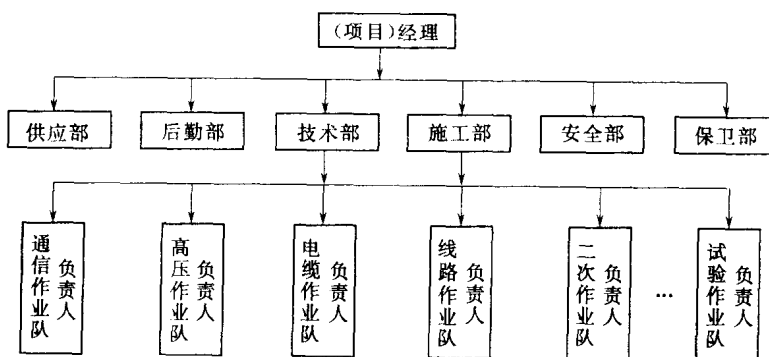 (项目)经理
供应部
后勤部
技术部
施工部
安全部
保卫部
通信作业队
负责人
高压作业队
负责人
电缆作业队
负责人
线路作业队
负责人
二次作业队
负责人
…
试验作业队
负责人